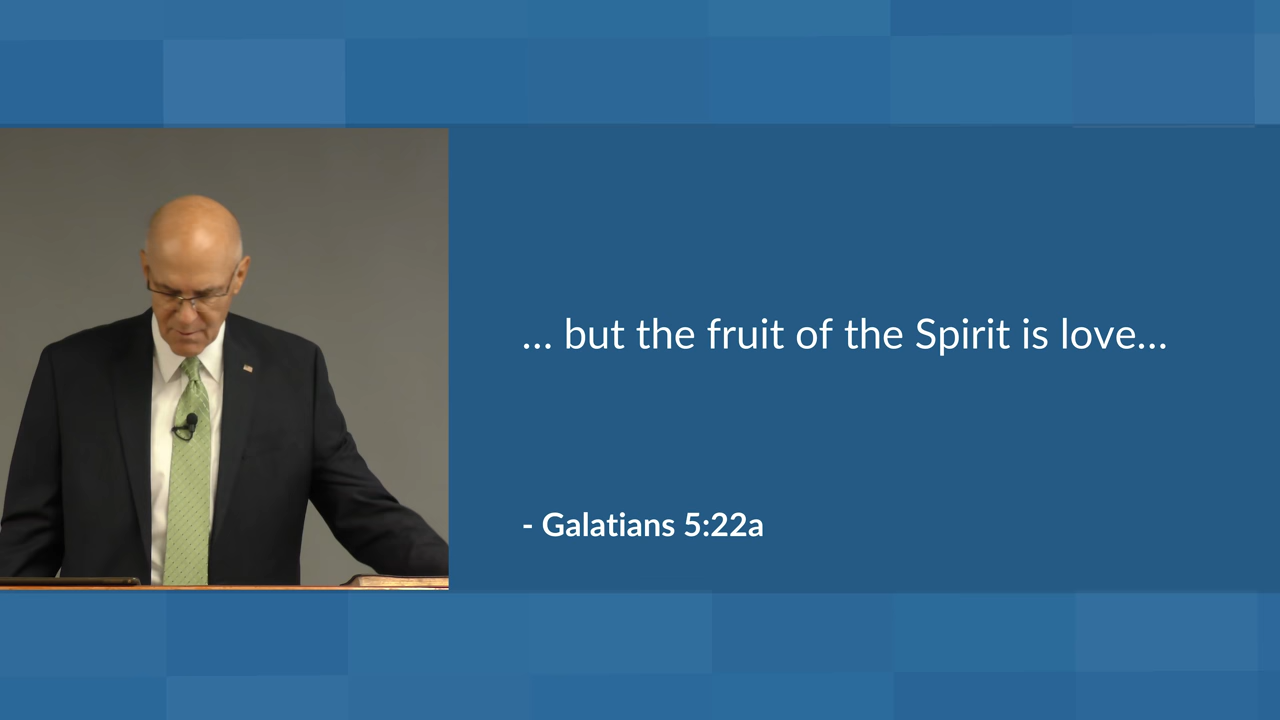 ... but the fruit of the Spirit is love...
- Galatians 5:22a